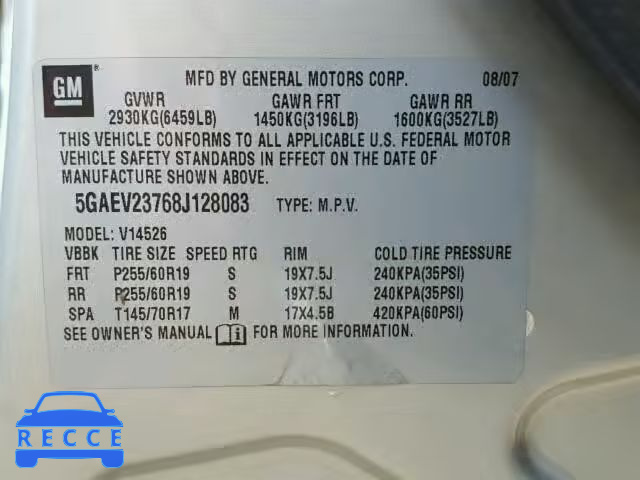 GM ® MFD BY GENERAL MOTORS CORP. 08/07
GVWR GAWR FRT GAWR RR
2930KG(6459LB) 1450KG(3196LB) 1600KG(3527LB)
THIS VEHICLE CONFORMS TO ALL APPLICABLE U.S. FEDERAL MOTOR
VEHICLE SAFETY STANDARDS IN EFFECT ON THE DATE OF
MANUFACTURE SHOWN ABOVE.
5GAEV23768J128083 TYPE: M.P.V.
MODEL: V14526
VBBK TIRE SIZE SPEED RTG RIM COLD TIRE PRESSURE
FRT P255/60R19 S 19X7.5J 240KPA(35PSI)
RR P255/60R19 S 19X7.5J 240KPA(35PSI)
SPA T145/70R17 M 17X4.5B 420KPA(60PSI)
SEE OWNER'S MANUAL FOR MORE INFORMATION.
RECCE